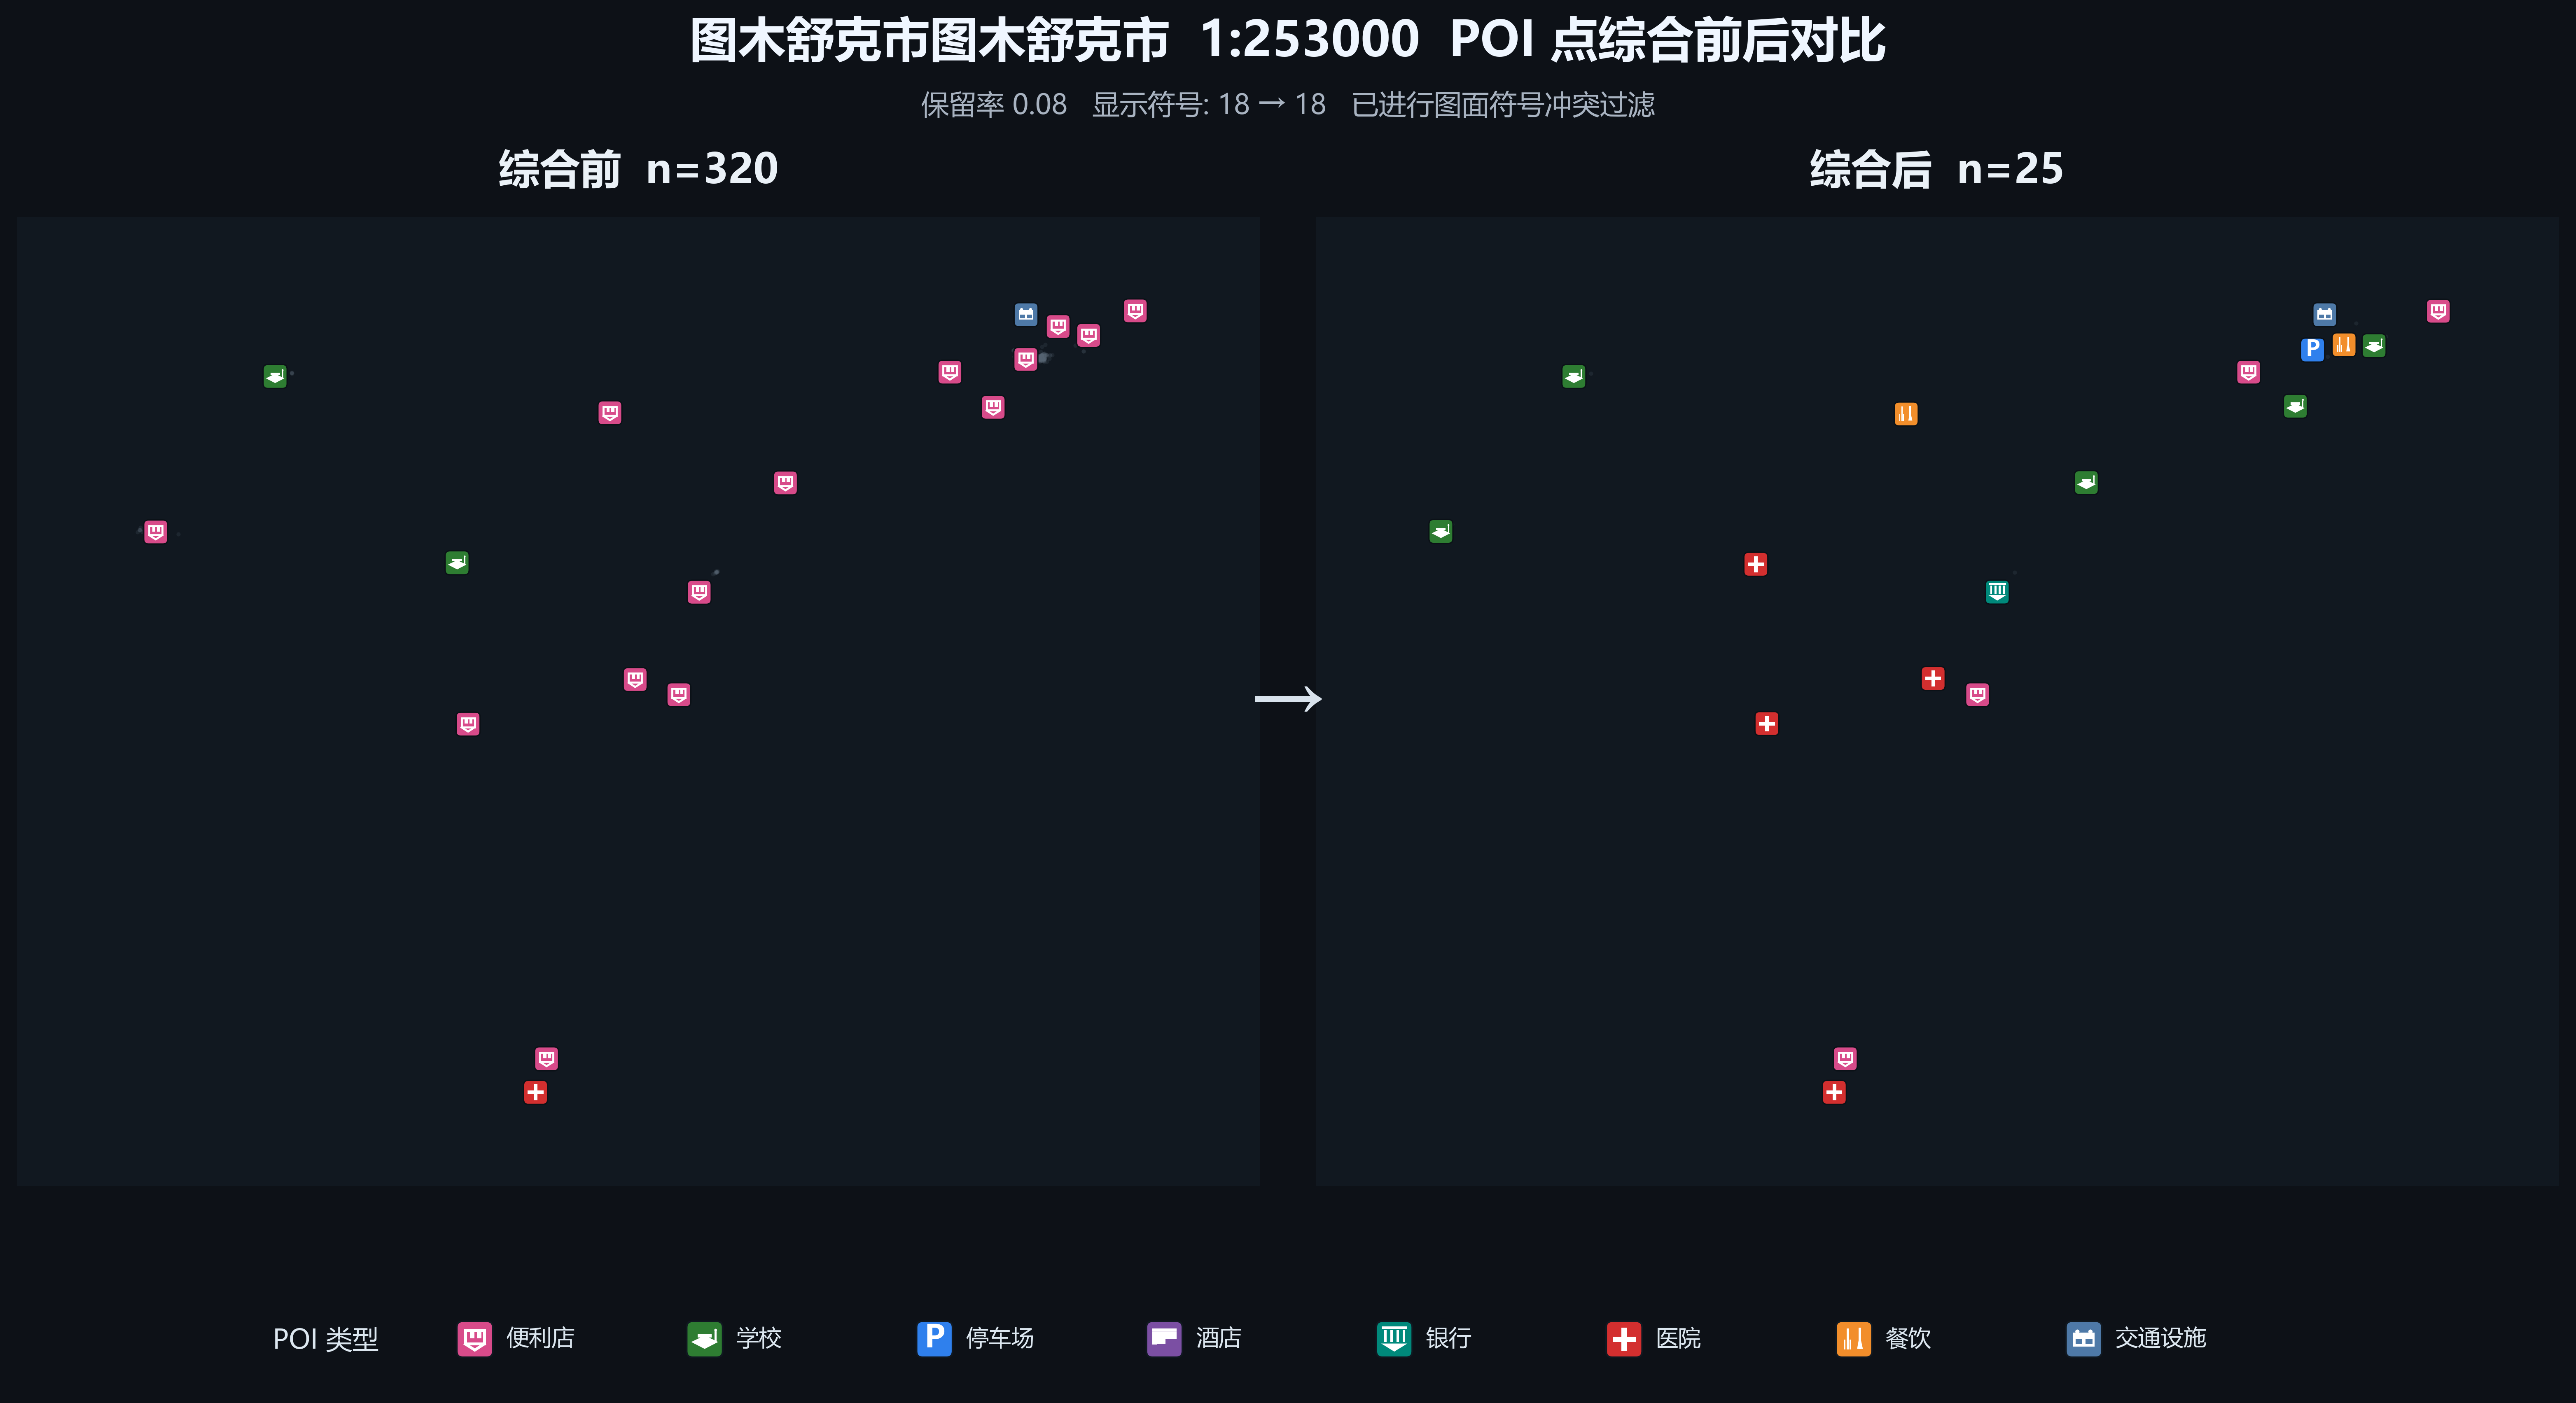 图木舒克市图木舒克市 1:253000 POI 点综合前后对比
保留率 0.08 显示符号: 18 → 18 已进行图面符号冲突过滤
综合前 n=320
综合后 n=25
P
→
POI 类型 便利店 学校 P 停车场 酒店 银行 医院 餐饮 交通设施